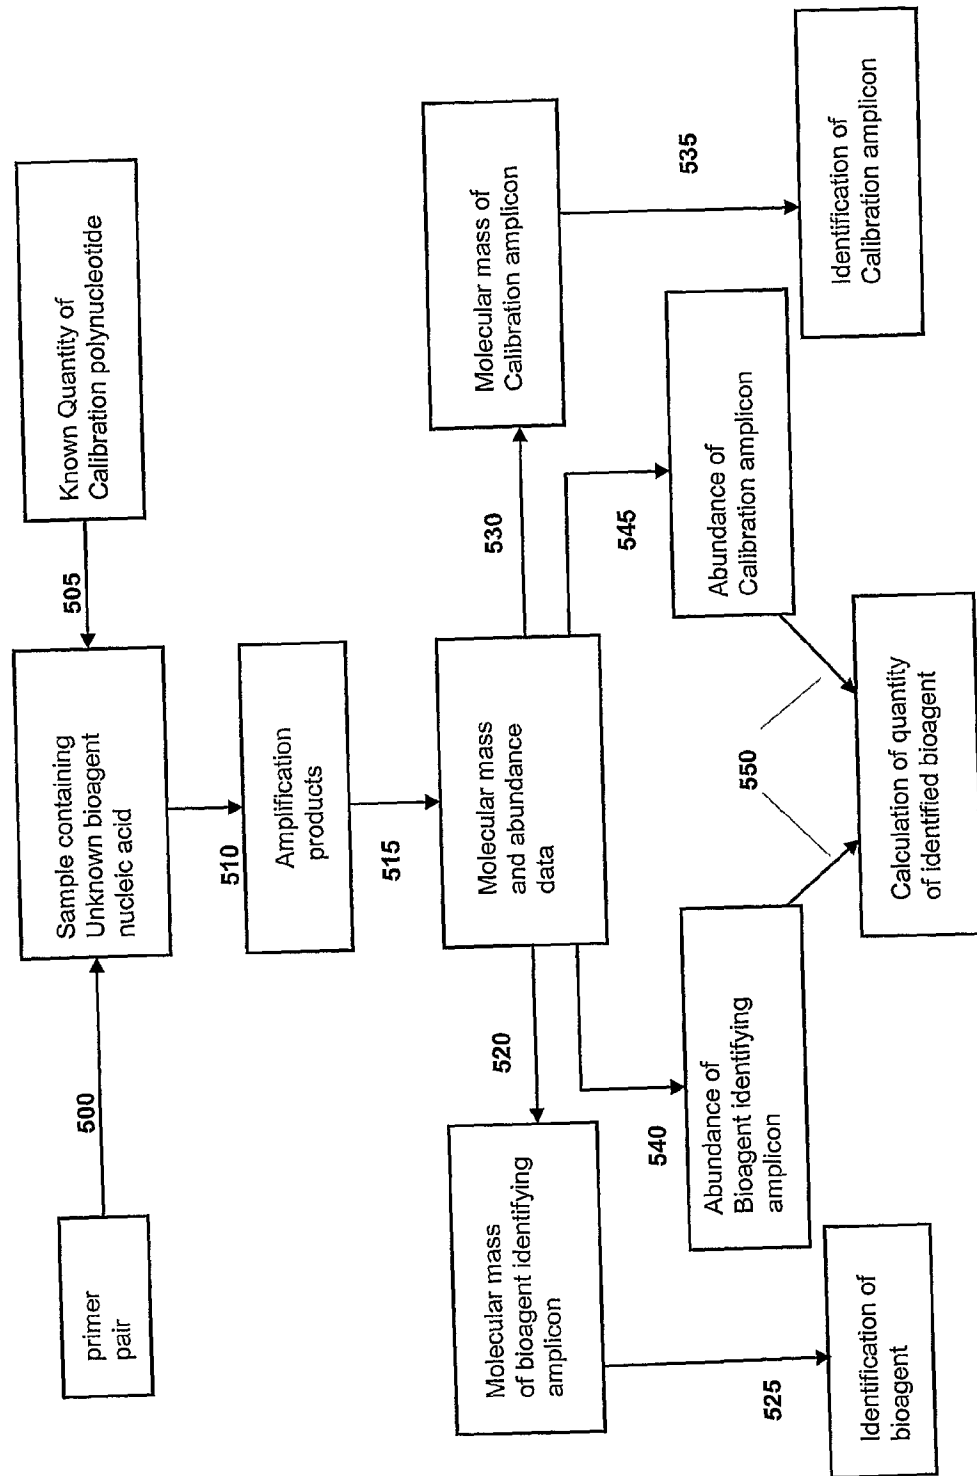 primer
pair
500
Sample containing
Unknown bioagent
nucleic acid
505
Known Quantity of
Calibration polynucleotide
510
Amplification
products
515
Molecular mass
and abundance
data
520
Molecular mass
of bioagent identifying
amplicon
525
Identification of
bioagent
530
Molecular mass of
Calibration amplicon
535
Identification of
Calibration amplicon
540
Abundance of
Bioagent identifying
amplicon
545
Abundance of
Calibration amplicon
550
Calculation of quantity
of identified bioagent